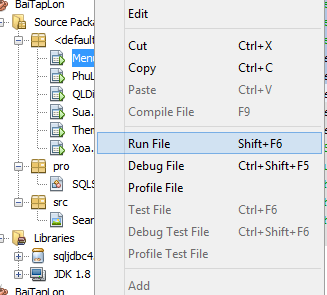 BaiTapLon
Source Packa
<default
Menu
PhuL
QLDi
Sua.
Then
Xoa.
pro
SQLS
src
Sear
Libraries
sqljdbc4.
JDK 1.8
BaiTapLon
Edit
Cut Ctrl+X
Copy Ctrl+C
Paste Ctrl+V
Compile File F9
Run File Shift+F6
Debug File Ctrl+Shift+F5
Profile File
Test File Ctrl+F6
Debug Test File Ctrl+Shift+F6
Profile Test File
Add